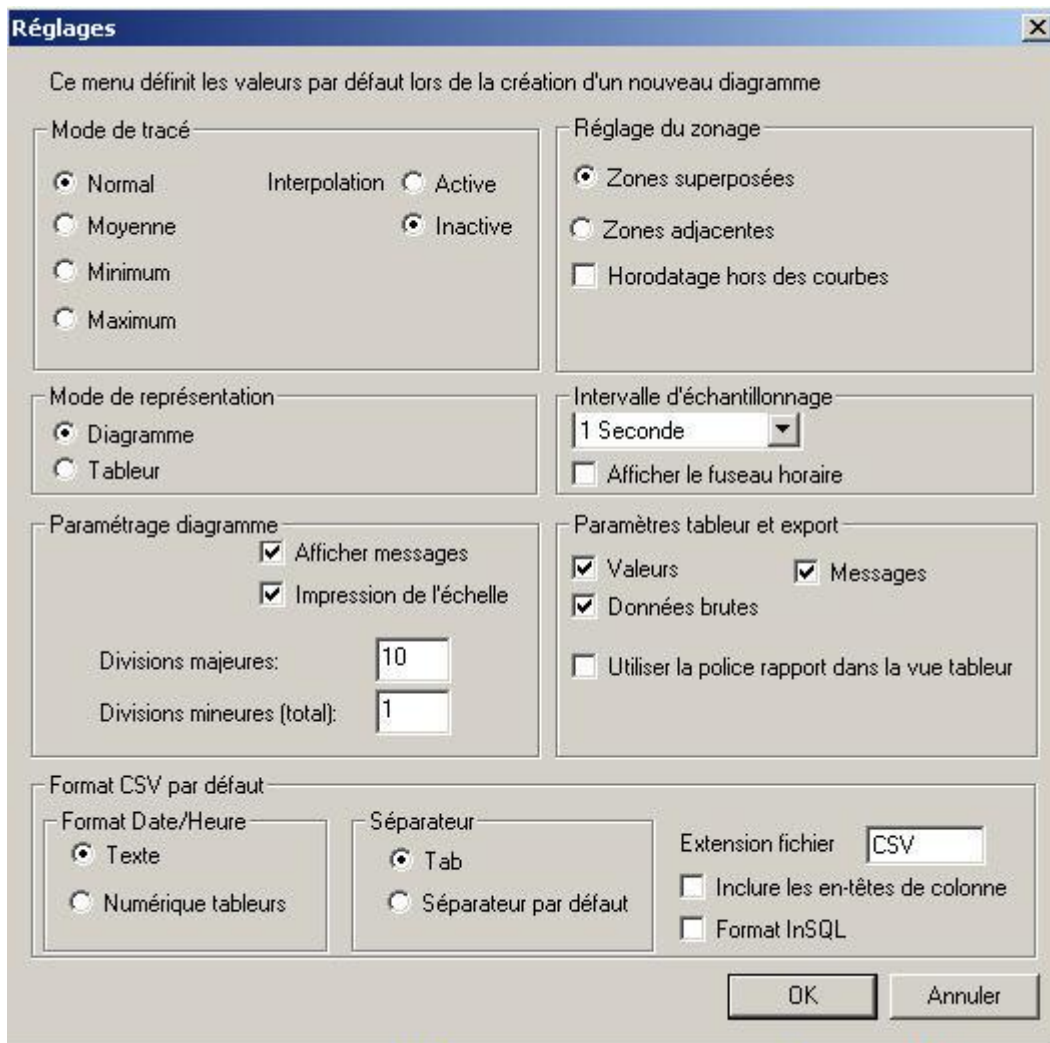 Réglages
Ce menu définit les valeurs par défaut lors de la création d'un nouveau diagramme
Mode de tracé
Normal
Interpolation
Active
Moyenne
Inactive
Minimum
Maximum
Réglage du zonage
Zones superposées
Zones adjacentes
Horodatage hors des courbes
Mode de représentation
Diagramme
Tableur
Intervalle d'échantillonnage
1 Seconde
Afficher le fuseau horaire
Paramétrage diagramme
Afficher messages
Impression de l'échelle
Divisions majeures: 10
Divisions mineures (total): 1
Paramètres tableur et export
Valeurs
Messages
Données brutes
Utiliser la police rapport dans la vue tableur
Format CSV par défaut
Format Date/Heure
Texte
Numérique tableurs
Séparateur
Tab
Séparateur par défaut
Extension fichier CSV
Inclure les en-têtes de colonne
Format InSQL
OK
Annuler